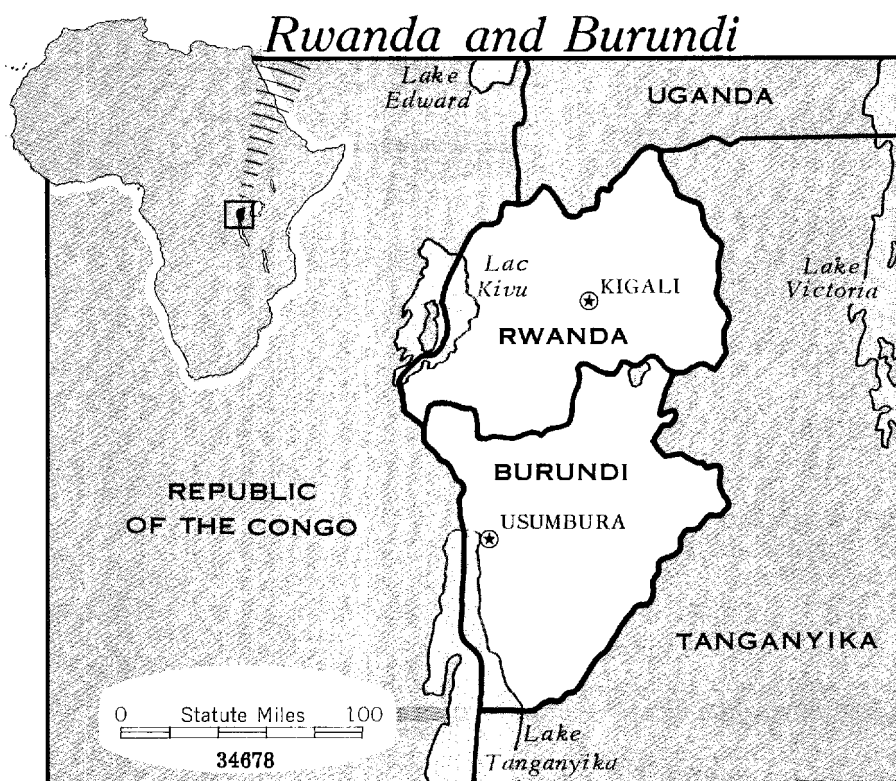 Rwanda and Burundi
Lake
Edward
UGANDA
Lac
Kivu
KIGALI
Lake
Victoria
RWANDA
BURUNDI
REPUBLIC
OF THE CONGO
USUMBURA
TANGANYIKA
0 Statute Miles 100
34678
Lake
Tanganyika